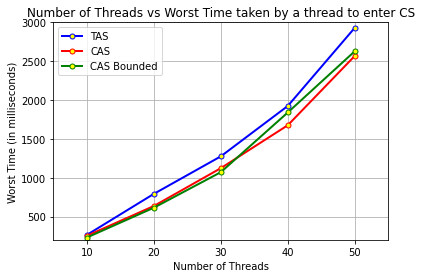 Number of Threads vs Worst Time taken by a thread to enter CS
TAS
CAS
CAS Bounded
Worst Time (in milliseconds)
3000
2500
2000
1500
1000
500
10 20 30 40 50
Number of Threads